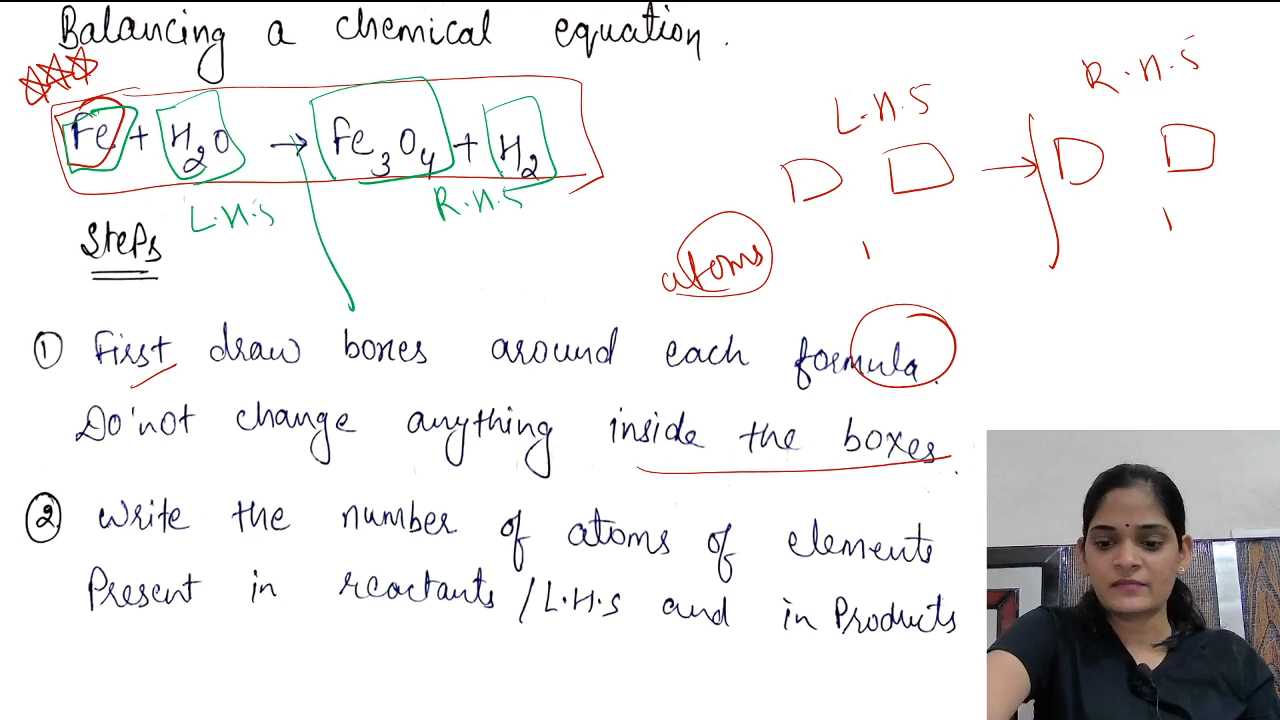 Balancing a chemical equation.
Fe + H₂O → Fe₃O₄ + H₂
L.H.S R.H.S
L.H.S → R.H.S
Steps
atoms
① First draw boxes around each formula.
Do'not change anything inside the boxes.
② Write the number of atoms of elements
Present in reactants / L.H.S and in Products